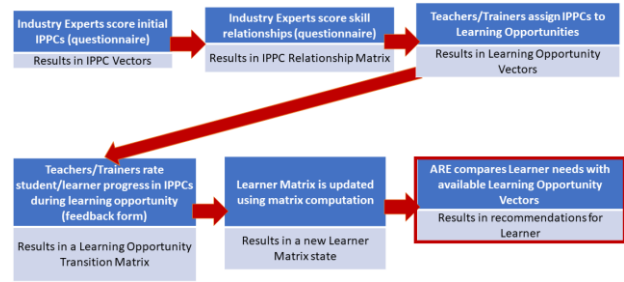 Industry Experts score initial
IPPCs (questionnaire)
Results in IPPC Vectors
Industry Experts score skill
relationships (questionnaire)
Results in IPPC Relationship Matrix
Teachers/Trainers assign IPPCs to
Learning Opportunities
Results in Learning Opportunity
Vectors
Teachers/Trainers rate
student/learner progress in IPPCs
during learning opportunity
(feedback form)
Results in a Learning Opportunity
Transition Matrix
Learner Matrix is updated
using matrix computation
Results in a new Learner
Matrix state
ARE compares Learner needs with
available Learning Opportunity
Vectors
Results in recommendations for
Learner